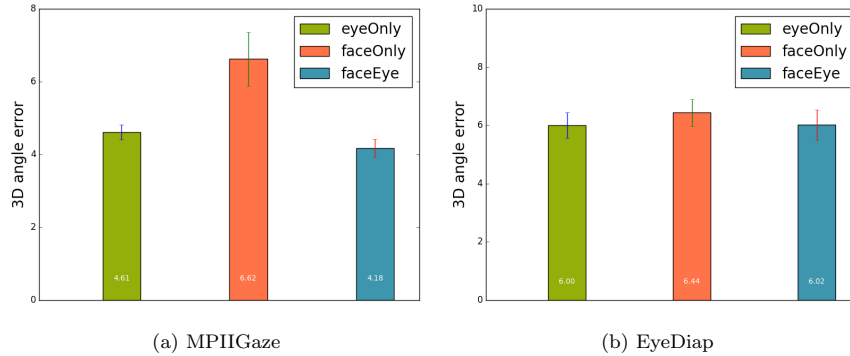 8
6
4
2
0
3D angle error
eyeOnly
faceOnly
faceEye
4.61
6.62
4.18
(a) MPIIGaze
10
8
6
4
2
0
3D angle error
eyeOnly
faceOnly
faceEye
6.00
6.44
6.02
(b) EyeDiap